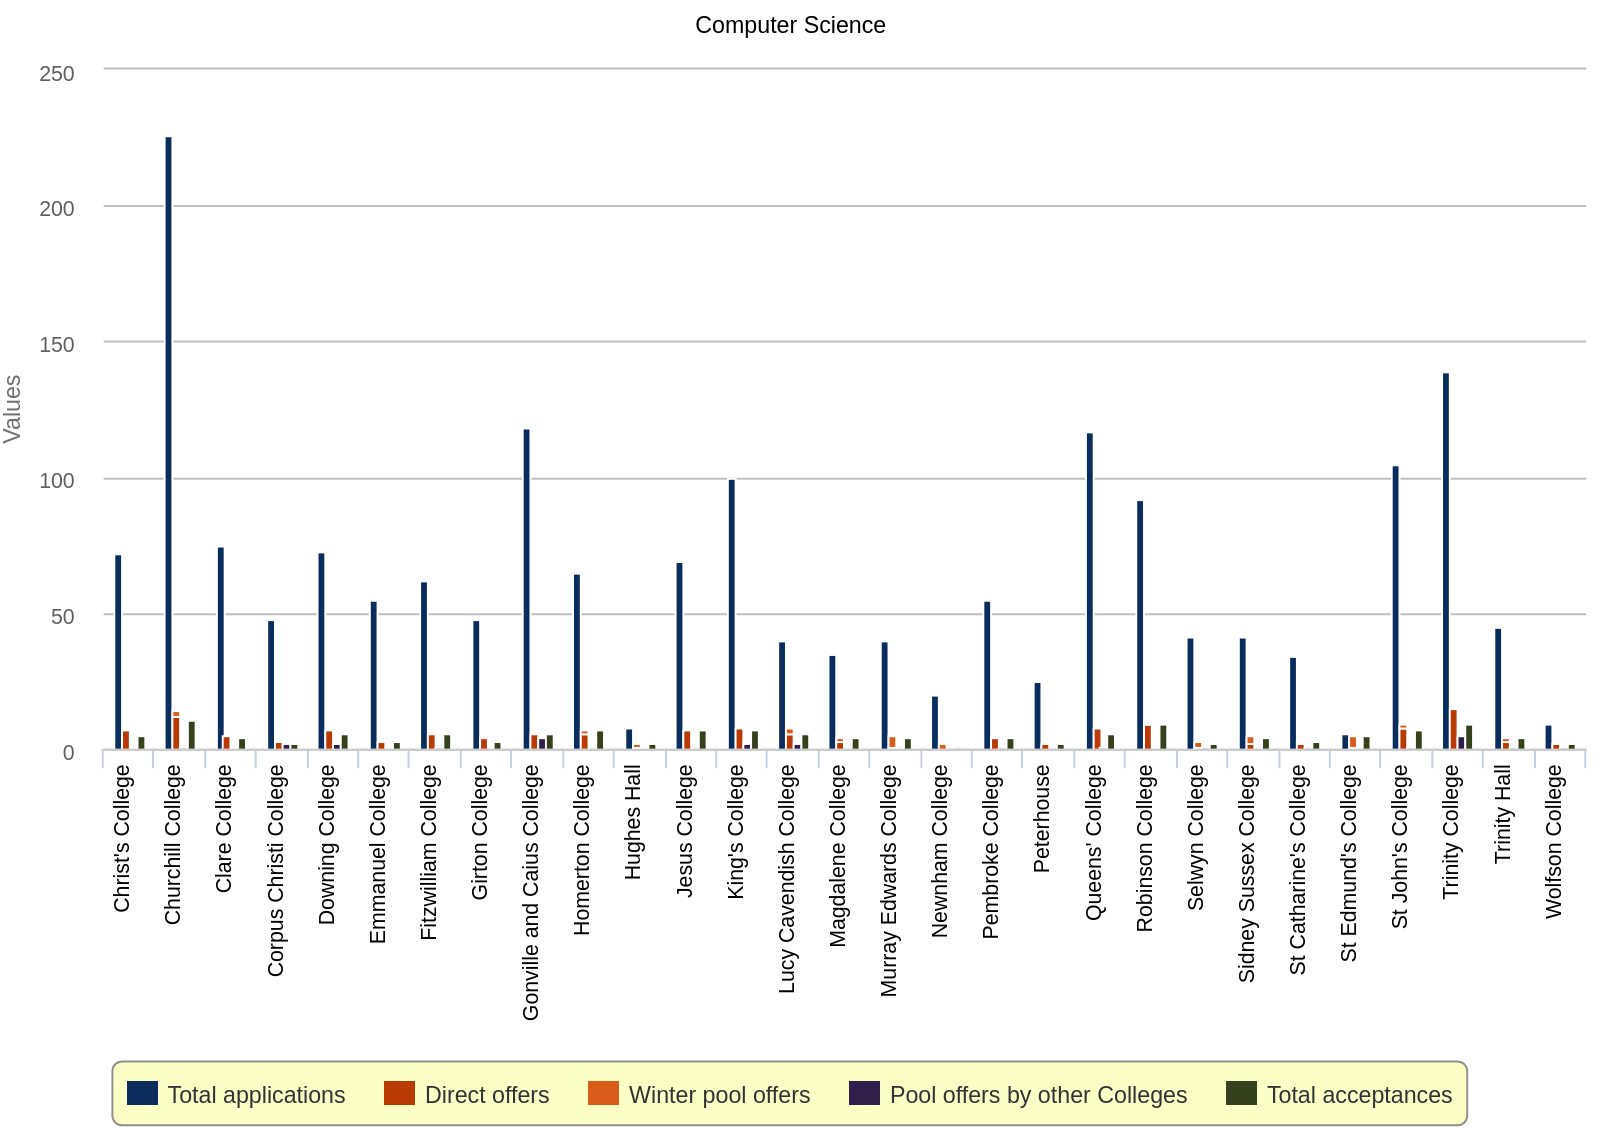 Computer Science
250
200
150
100
50
0
Values
Christ's College
Churchill College
Clare College
Corpus Christi College
Downing College
Emmanuel College
Fitzwilliam College
Girton College
Gonville and Caius College
Homerton College
Hughes Hall
Jesus College
King's College
Lucy Cavendish College
Magdalene College
Murray Edwards College
Newnham College
Pembroke College
Peterhouse
Queens' College
Robinson College
Selwyn College
Sidney Sussex College
St Catharine's College
St Edmund's College
St John's College
Trinity College
Trinity Hall
Wolfson College
Total applications Direct offers Winter pool offers Pool offers by other Colleges Total acceptances